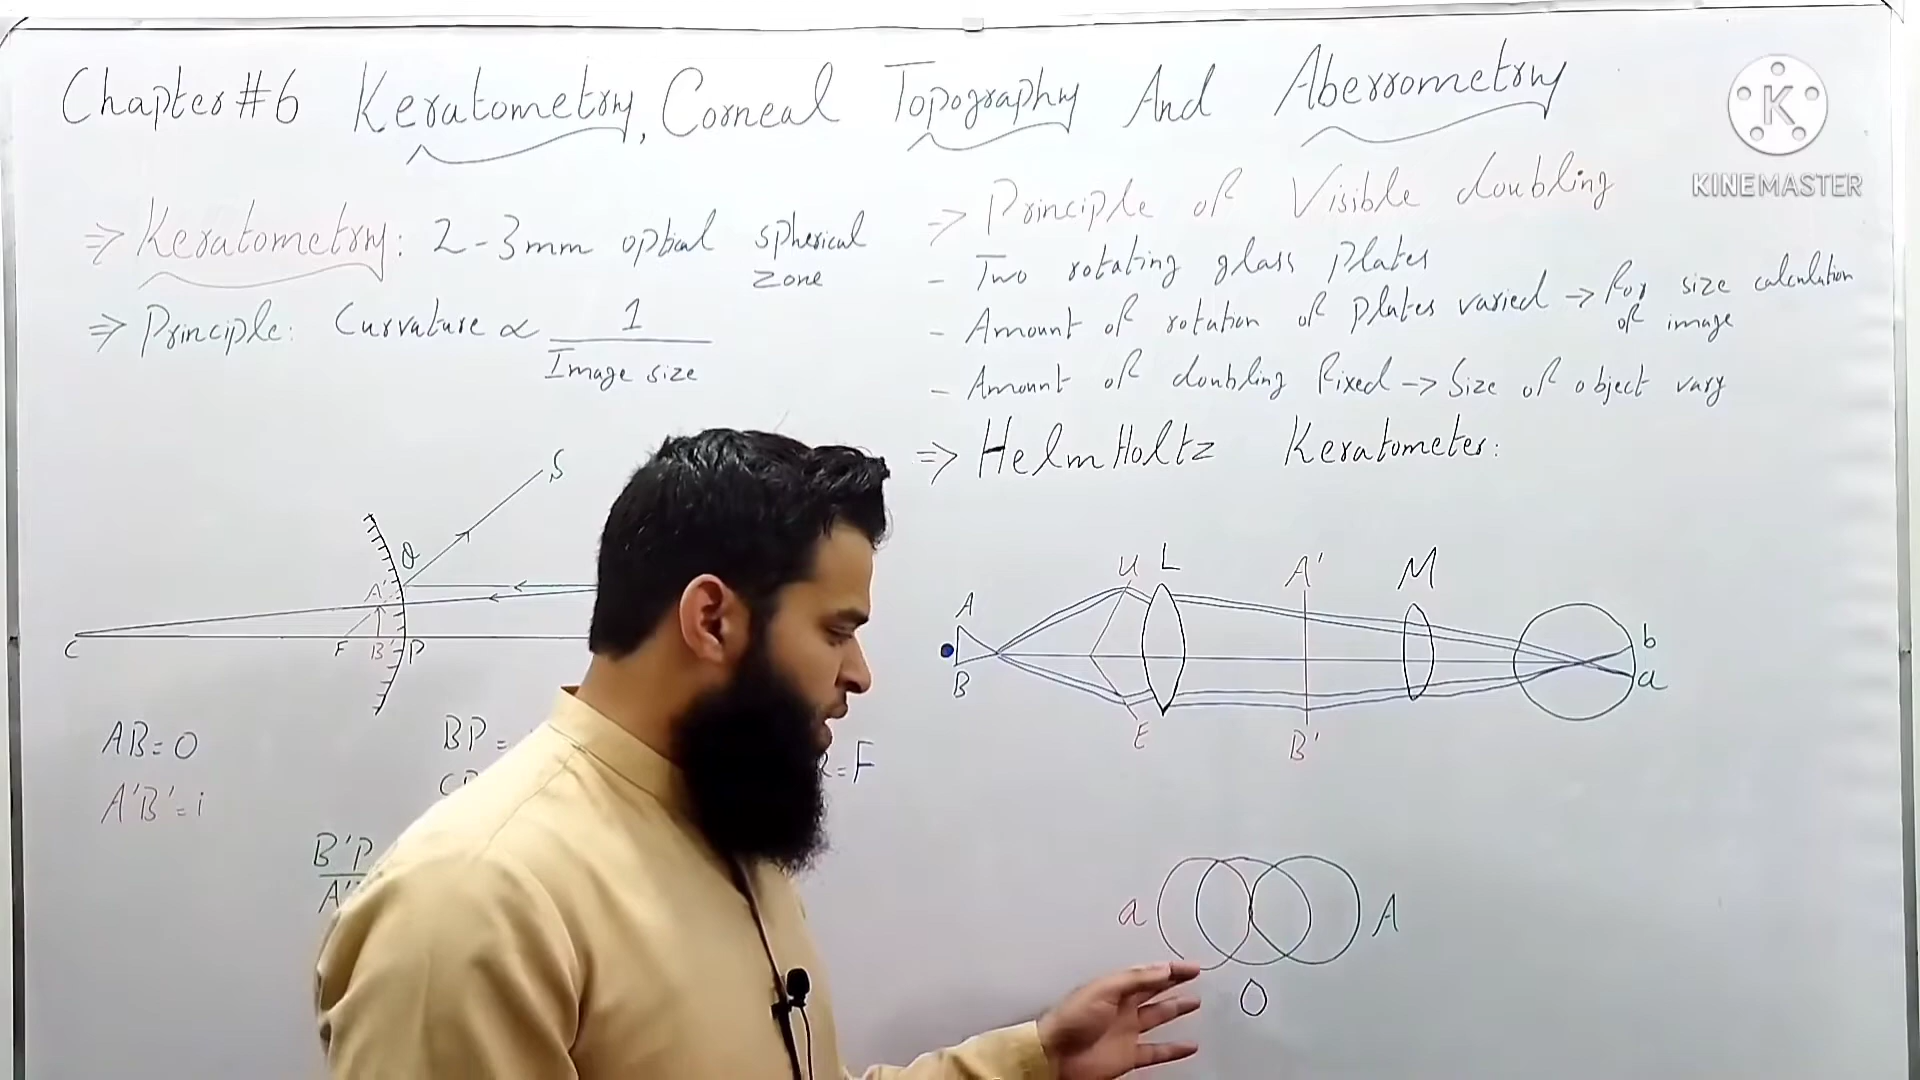 Chapter #6 Keratometry, Corneal Topography And Aberrometry
K
KINEMASTER
⇒ Keratometry: 2-3mm optical spherical zone
⇒ Principle: Curvature ∝ 1
Image size
S
Q
A'
C F B' P
AB = O
A'B' = i
BP =
= F
B'P
⇒ Principle of Visible doubling
- Two rotating glass plates
- Amount of rotation of plates varied → For size calculation of image
- Amount of doubling fixed → Size of object vary
⇒ HelmHoltz Keratometer:
U L A' M
A
b
B a
E B'
a A
O